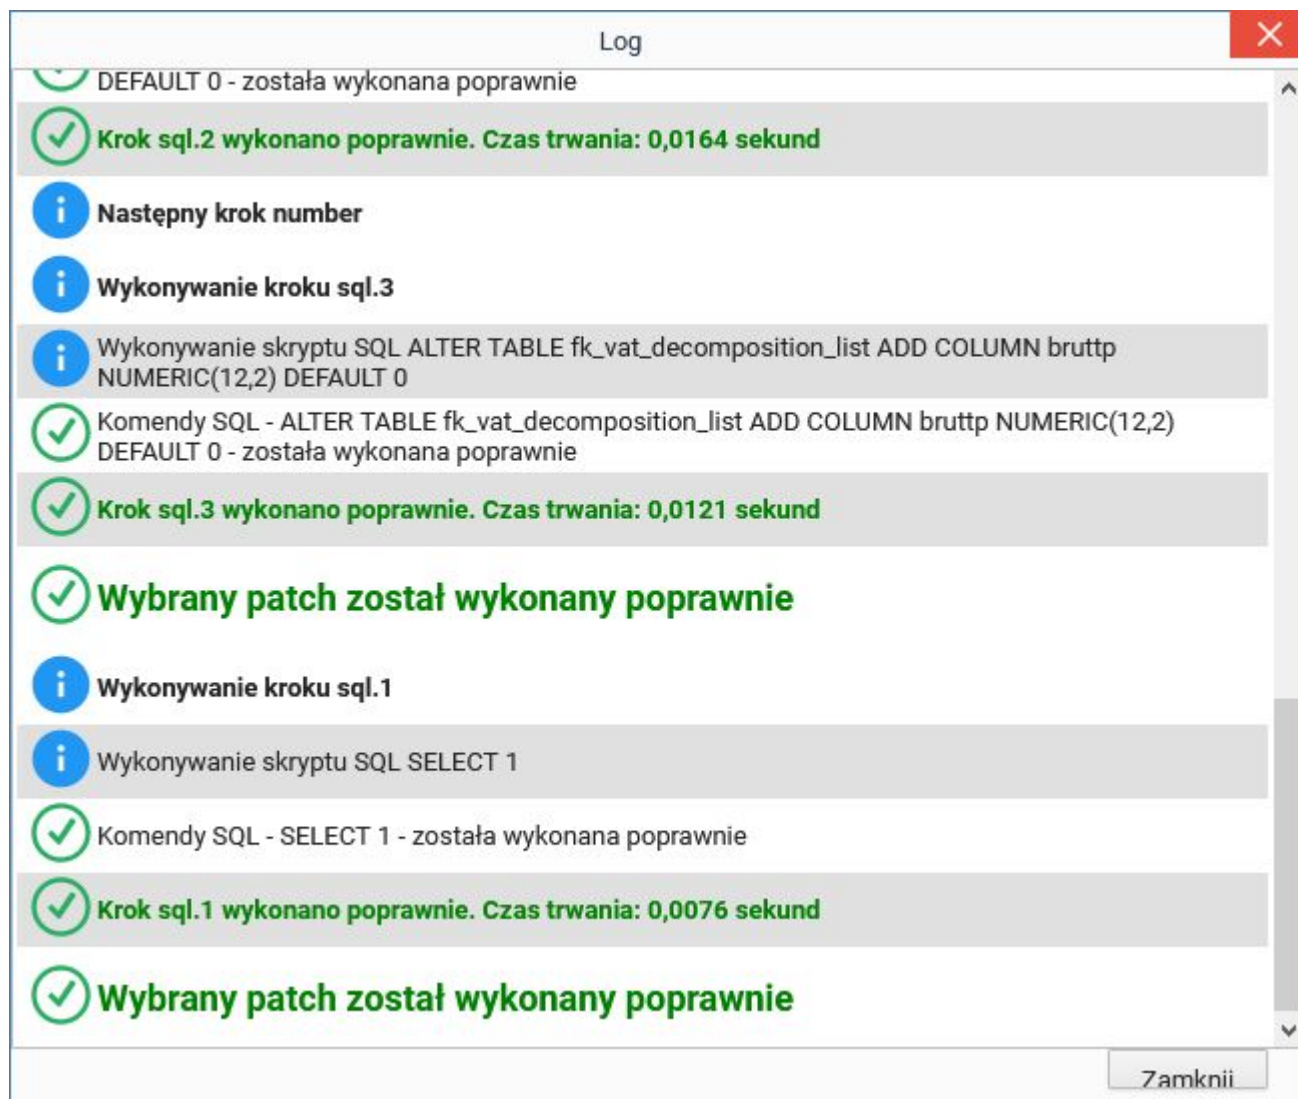 Log
DEFAULT 0 - została wykonana poprawnie
Krok sql.2 wykonano poprawnie. Czas trwania: 0,0164 sekund
Następny krok number
Wykonywanie kroku sql.3
Wykonywanie skryptu SQL ALTER TABLE fk_vat_decomposition_list ADD COLUMN bruttp
NUMERIC(12,2) DEFAULT 0
Komendy SQL - ALTER TABLE fk_vat_decomposition_list ADD COLUMN bruttp NUMERIC(12,2)
DEFAULT 0 - została wykonana poprawnie
Krok sql.3 wykonano poprawnie. Czas trwania: 0,0121 sekund
Wybrany patch został wykonany poprawnie
Wykonywanie kroku sql.1
Wykonywanie skryptu SQL SELECT 1
Komendy SQL - SELECT 1 - została wykonana poprawnie
Krok sql.1 wykonano poprawnie. Czas trwania: 0,0076 sekund
Wybrany patch został wykonany poprawnie
Zamknij